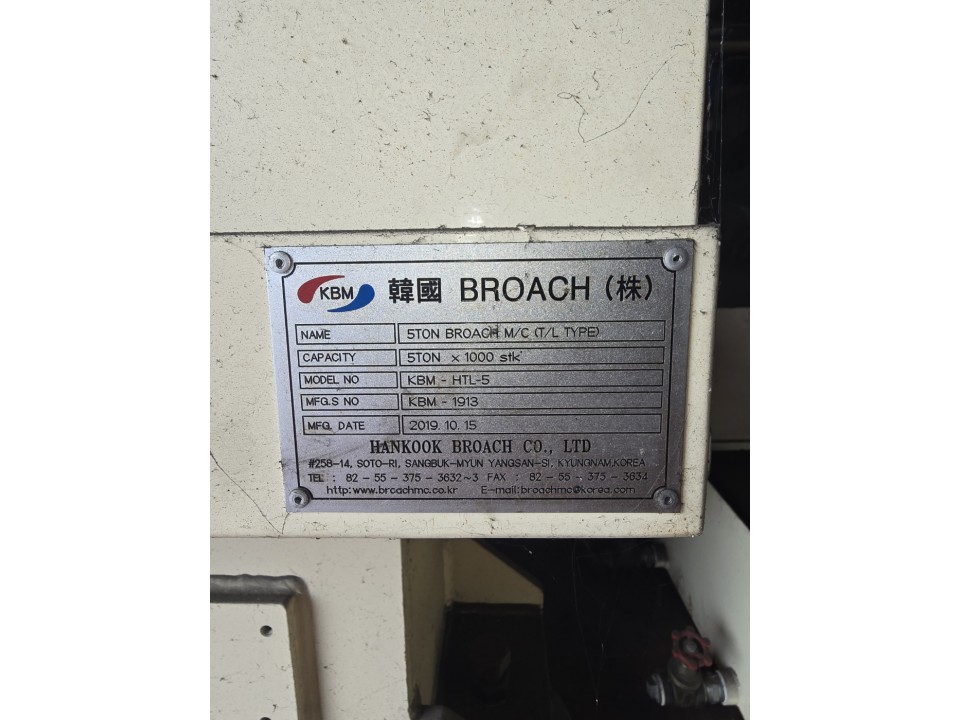 KBM 韓國 BROACH (株)
NAME 5TON BROACH M/C (T/L TYPE)
CAPACITY 5TON x 1000 stk
MODEL NO KBM - HTL-5
MFG.S NO KBM - 1913
MFG. DATE 2019. 10. 15
HANKOOK BROACH CO., LTD
#258-14, SOTO-RI, SANGBUK-MYUN YANGSAN-SI, KYUNGNAM,KOREA
TEL : 82 - 55 - 375 - 3632~3 FAX : 82 - 55 - 375 - 3634
http:www.broachmc.co.kr E-mail:broachmc@korea.com